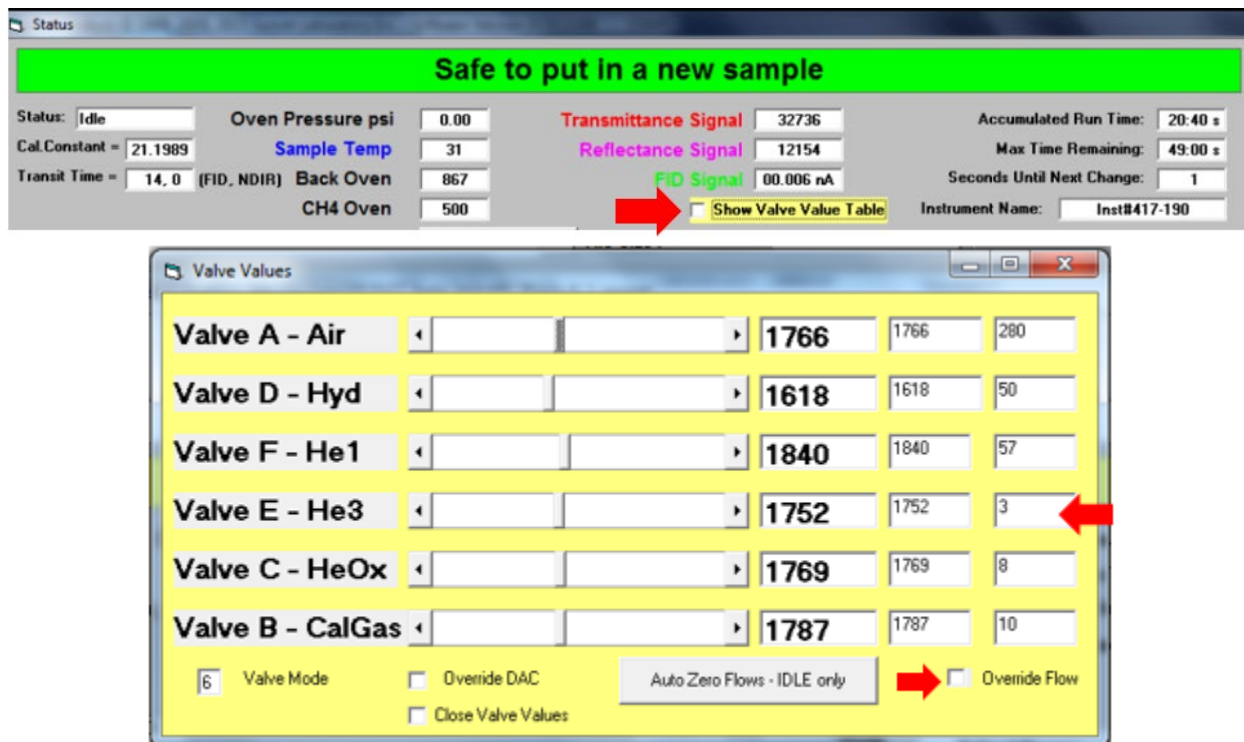 Status
Safe to put in a new sample
Status: Idle Oven Pressure psi 0.00 Transmittance Signal 32736 Accumulated Run Time: 20:40 s
Cal.Constant = 21.1989 Sample Temp 31 Reflectance Signal 12154 Max Time Remaining: 49:00 s
Transit Time = 14, 0 (FID, NDIR) Back Oven 867 FID Signal 00.006 nA Seconds Until Next Change: 1
CH4 Oven 500 Show Valve Value Table Instrument Name: Inst#417-190
Valve Values
Valve A - Air 1766 1766 280
Valve D - Hyd 1618 1618 50
Valve F - He1 1840 1840 57
Valve E - He3 1752 1752 3
Valve C - HeOx 1769 1769 8
Valve B - CalGas 1787 1787 10
6 Valve Mode Override DAC Auto Zero Flows - IDLE only Override Flow
Close Valve Values